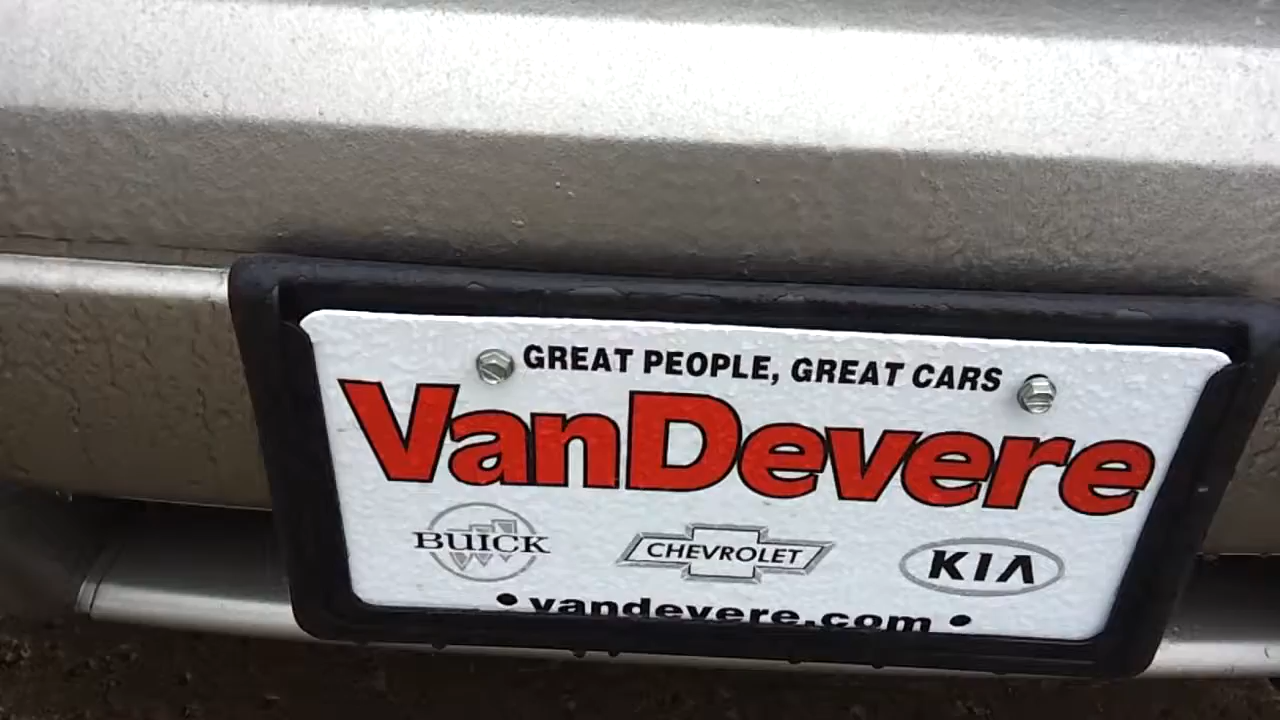 GREAT PEOPLE, GREAT CARS
VanDevere
BUICK CHEVROLET KIA
• vandevere.com •